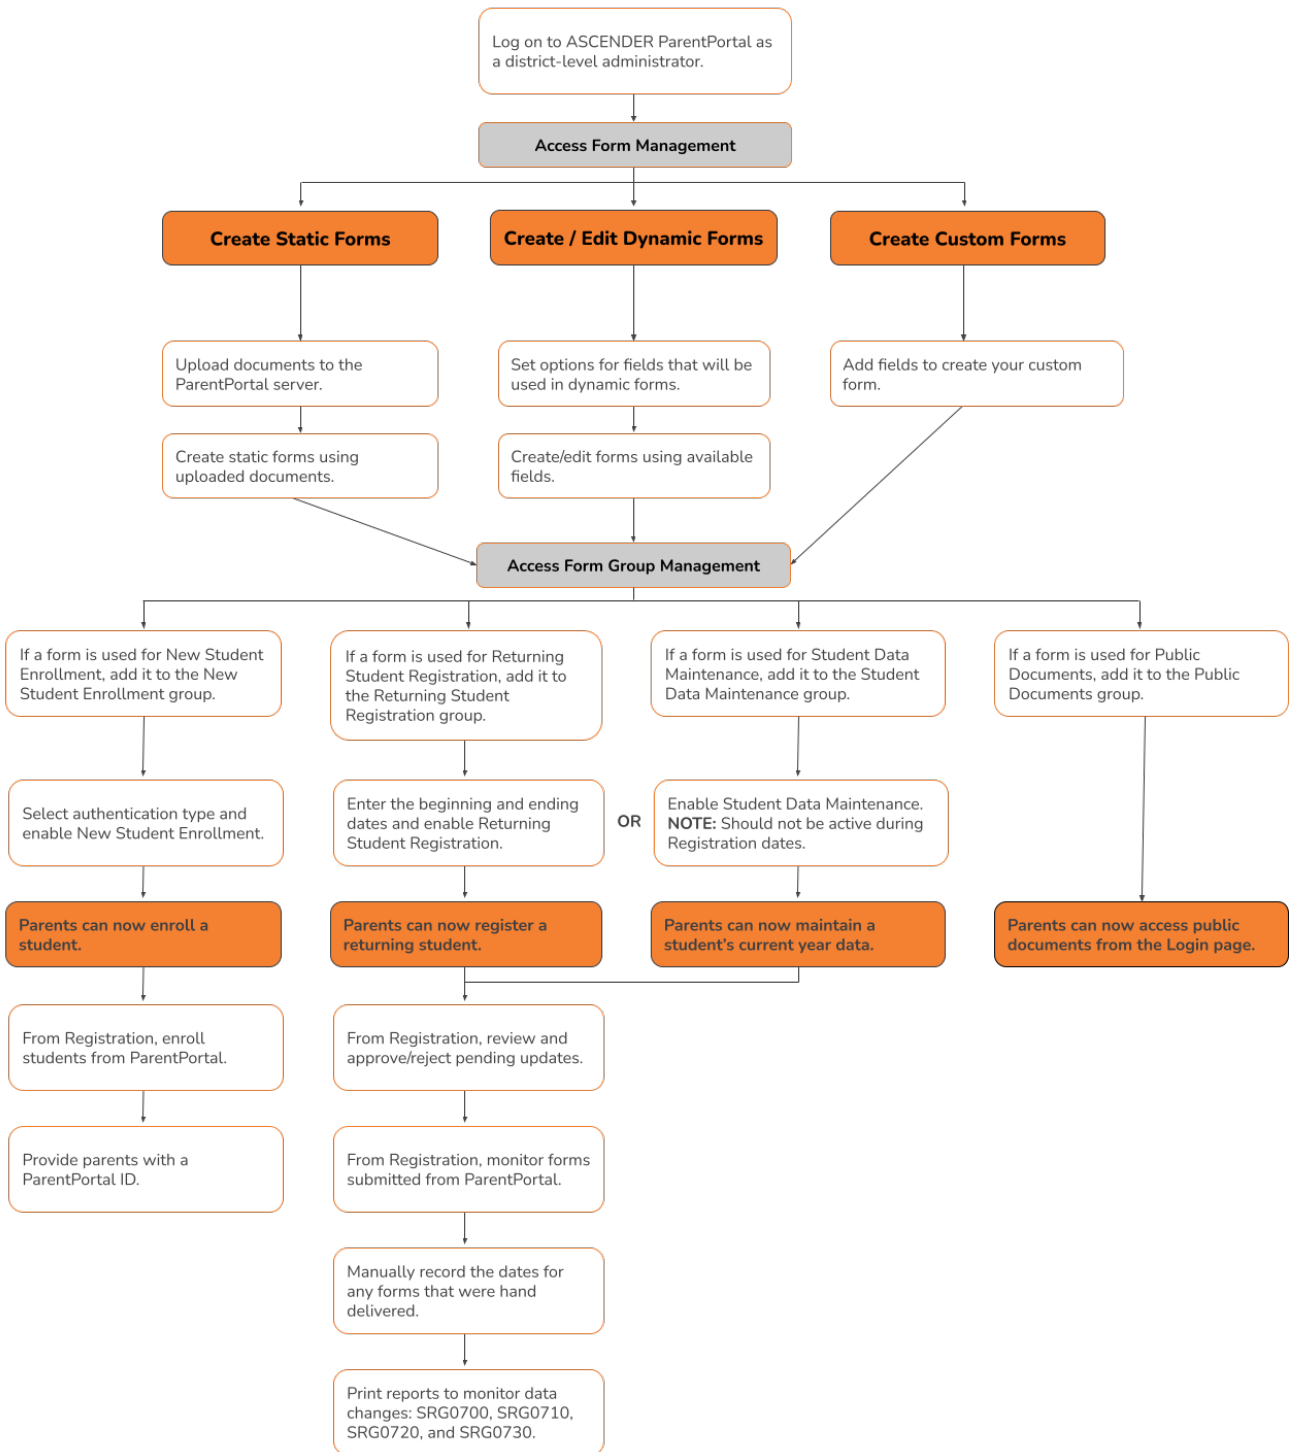 Log on to ASCENDER ParentPortal as
a district-level administrator.
Access Form Management
Create Static Forms
Create / Edit Dynamic Forms
Create Custom Forms
Upload documents to the
ParentPortal server.
Set options for fields that will be
used in dynamic forms.
Add fields to create your custom
form.
Create static forms using
uploaded documents.
Create/edit forms using available
fields.
Access Form Group Management
If a form is used for New Student
Enrollment, add it to the New
Student Enrollment group.
If a form is used for Returning
Student Registration, add it to
the Returning Student
Registration group.
If a form is used for Student Data
Maintenance, add it to the Student
Data Maintenance group.
If a form is used for Public
Documents, add it to the Public
Documents group.
Select authentication type and
enable New Student Enrollment.
Enter the beginning and ending
dates and enable Returning
Student Registration.
OR
Enable Student Data Maintenance.
NOTE: Should not be active during
Registration dates.
Parents can now enroll a
student.
Parents can now register a
returning student.
Parents can now maintain a
student's current year data.
Parents can now access public
documents from the Login page.
From Registration, enroll
students from ParentPortal.
From Registration, review and
approve/reject pending updates.
Provide parents with a
ParentPortal ID.
From Registration, monitor forms
submitted from ParentPortal.
Manually record the dates for
any forms that were hand
delivered.
Print reports to monitor data
changes: SRG0700, SRG0710,
SRG0720, and SRG0730.